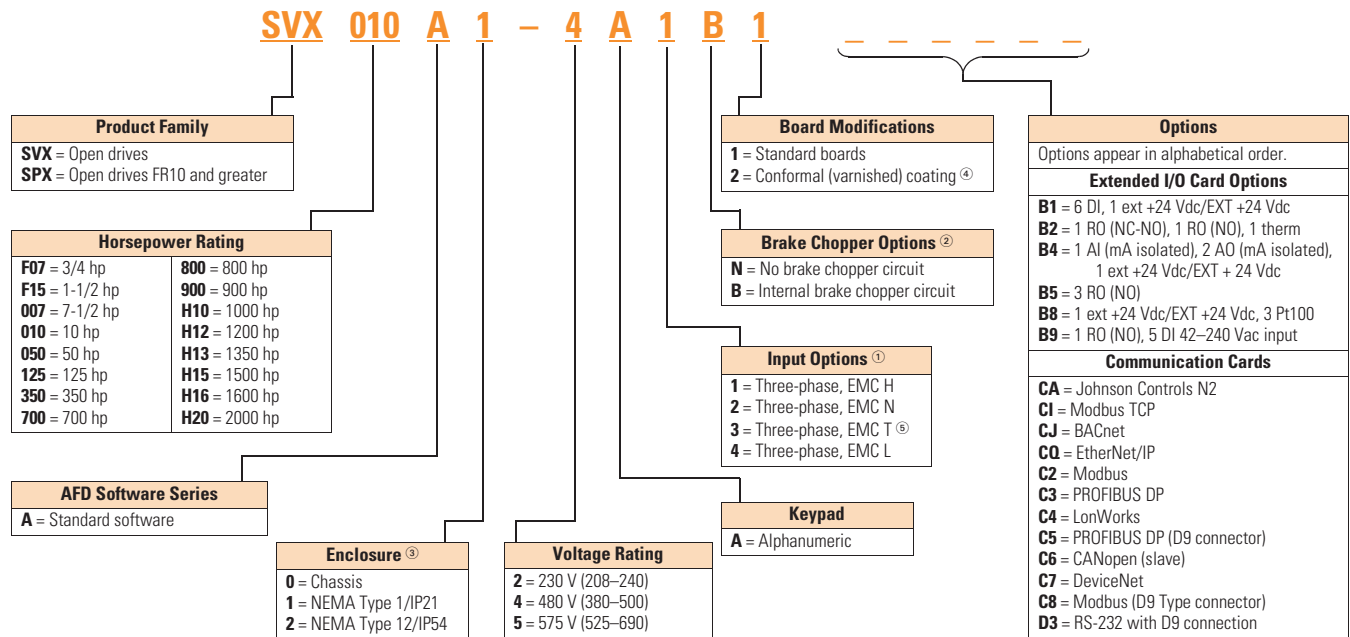 SVX 010 A 1 – 4 A 1 B 1 _ _ _ _ _ _
Product Family
SVX = Open drives
SPX = Open drives FR10 and greater
Horsepower Rating
F07 = 3/4 hp
F15 = 1-1/2 hp
007 = 7-1/2 hp
010 = 10 hp
050 = 50 hp
125 = 125 hp
350 = 350 hp
700 = 700 hp
800 = 800 hp
900 = 900 hp
H10 = 1000 hp
H12 = 1200 hp
H13 = 1350 hp
H15 = 1500 hp
H16 = 1600 hp
H20 = 2000 hp
AFD Software Series
A = Standard software
Enclosure ③
0 = Chassis
1 = NEMA Type 1/IP21
2 = NEMA Type 12/IP54
Voltage Rating
2 = 230 V (208–240)
4 = 480 V (380–500)
5 = 575 V (525–690)
Keypad
A = Alphanumeric
Input Options ①
1 = Three-phase, EMC H
2 = Three-phase, EMC N
3 = Three-phase, EMC T ⑤
4 = Three-phase, EMC L
Brake Chopper Options ②
N = No brake chopper circuit
B = Internal brake chopper circuit
Board Modifications
1 = Standard boards
2 = Conformal (varnished) coating ④
Options
Options appear in alphabetical order.
Extended I/O Card Options
B1 = 6 DI, 1 ext +24 Vdc/EXT +24 Vdc
B2 = 1 RO (NC-NO), 1 RO (NO), 1 therm
B4 = 1 AI (mA isolated), 2 AO (mA isolated),
1 ext +24 Vdc/EXT + 24 Vdc
B5 = 3 RO (NO)
B8 = 1 ext +24 Vdc/EXT +24 Vdc, 3 Pt100
B9 = 1 RO (NO), 5 DI 42–240 Vac input
Communication Cards
CA = Johnson Controls N2
CI = Modbus TCP
CJ = BACnet
CQ = EtherNet/IP
C2 = Modbus
C3 = PROFIBUS DP
C4 = LonWorks
C5 = PROFIBUS DP (D9 connector)
C6 = CANopen (slave)
C7 = DeviceNet
C8 = Modbus (D9 Type connector)
D3 = RS-232 with D9 connection